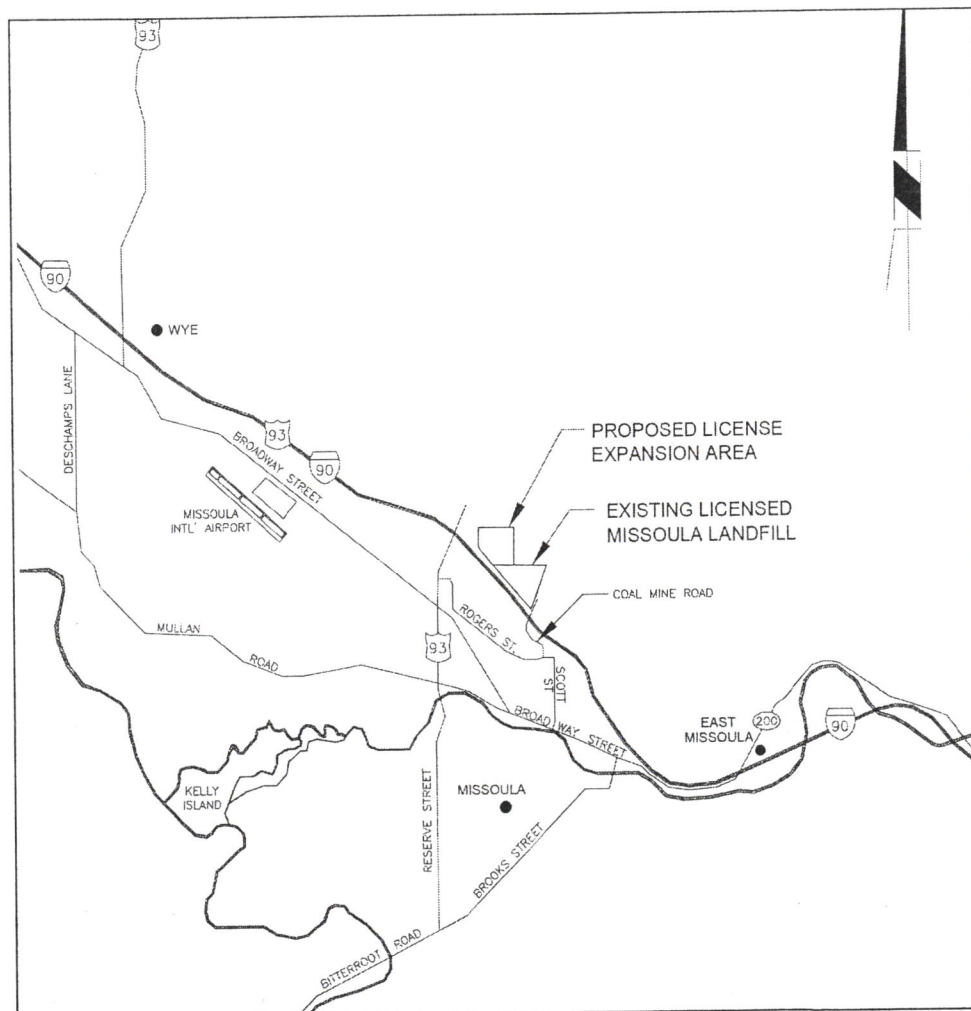 93
90
WYE
DESCHAMPS LANE
93
90
BROADWAY STREET
MISSOULA
INTL' AIRPORT
PROPOSED LICENSE
EXPANSION AREA
EXISTING LICENSED
MISSOULA LANDFILL
COAL MINE ROAD
ROGERS ST.
SCOTT ST
MULLAN
ROAD
93
BROADWAY STREET
200
90
EAST
MISSOULA
KELLY
ISLAND
MISSOULA
RESERVE STREET
BROOKS STREET
BITTERROOT ROAD